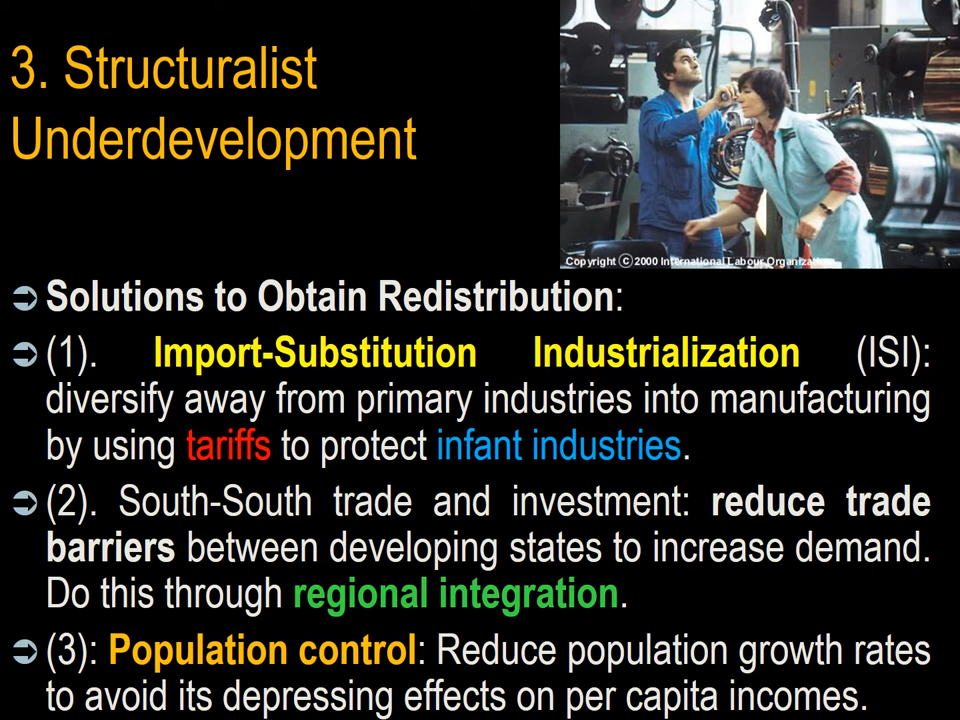 3. Structuralist
Underdevelopment
Copyright ⓒ 2000 International Labour Organization
Solutions to Obtain Redistribution:
(1). Import-Substitution Industrialization (ISI):
diversify away from primary industries into manufacturing
by using tariffs to protect infant industries.
(2). South-South trade and investment: reduce trade
barriers between developing states to increase demand.
Do this through regional integration.
(3): Population control: Reduce population growth rates
to avoid its depressing effects on per capita incomes.